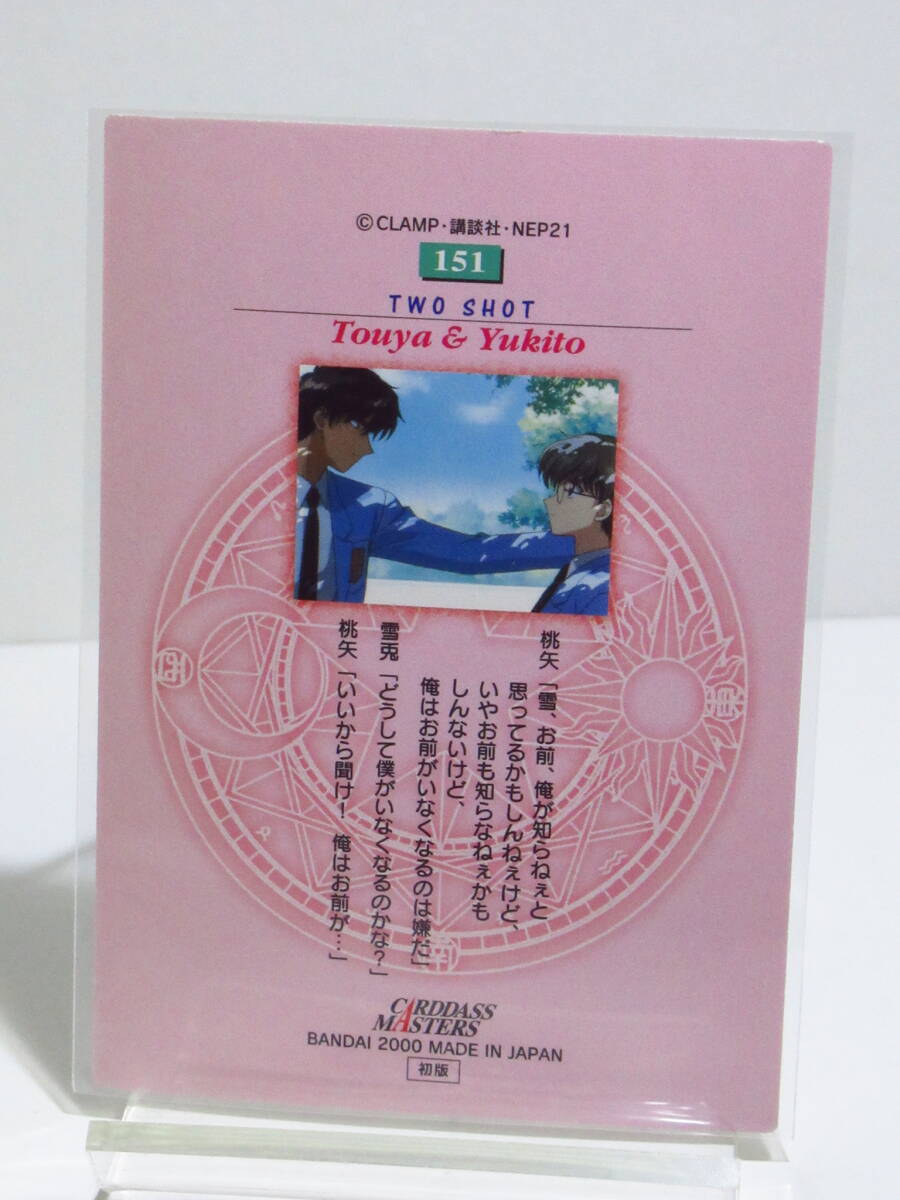 ©CLAMP・講談社・NEP21
151
TWO SHOT
Touya & Yukito
桃矢「雪、お前、俺が知らねぇと
思ってるかもしんねぇけど、
いやお前も知らなねぇかも
しんないけど、
俺はお前がいなくなるのは嫌だ」
雪兎「どうして僕がいなくなるのかな?」
桃矢「いいから聞け! 俺はお前が…」
西
南
CARDDASS
MASTERS
BANDAI 2000 MADE IN JAPAN
初版